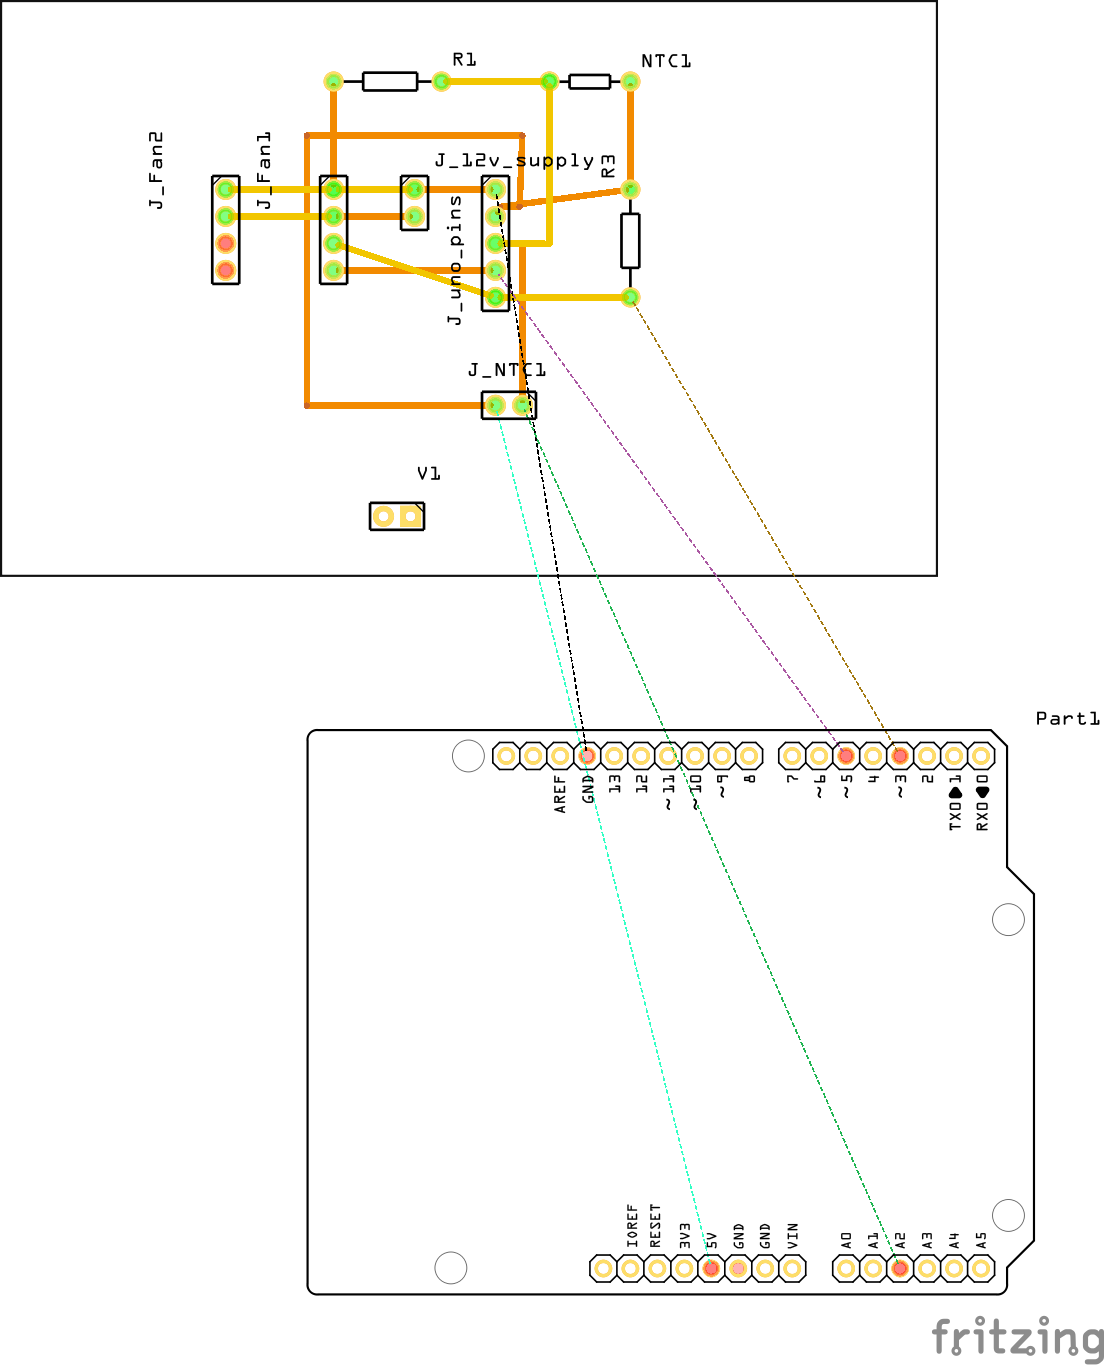 R1
NTC1
J_Fan2
J_Fan1
J_12v_supply
R3
J_uno_pins
J_NTC1
V1
Part1
AREF
GND
13
12
~11
~10
~9
8
7
~6
~5
4
~3
2
TX0 1
RX0 0
IOREF
RESET
3V3
5V
GND
GND
VIN
A0
A1
A2
A3
A4
A5
fritzing